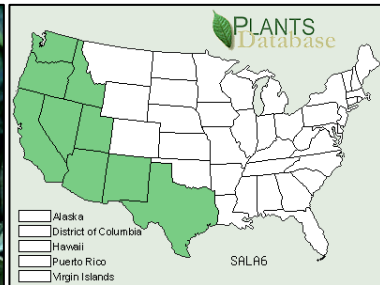 PLANTS
Database
Alaska
District of Columbia
Hawaii
Puerto Rico
Virgin Islands
SALA6